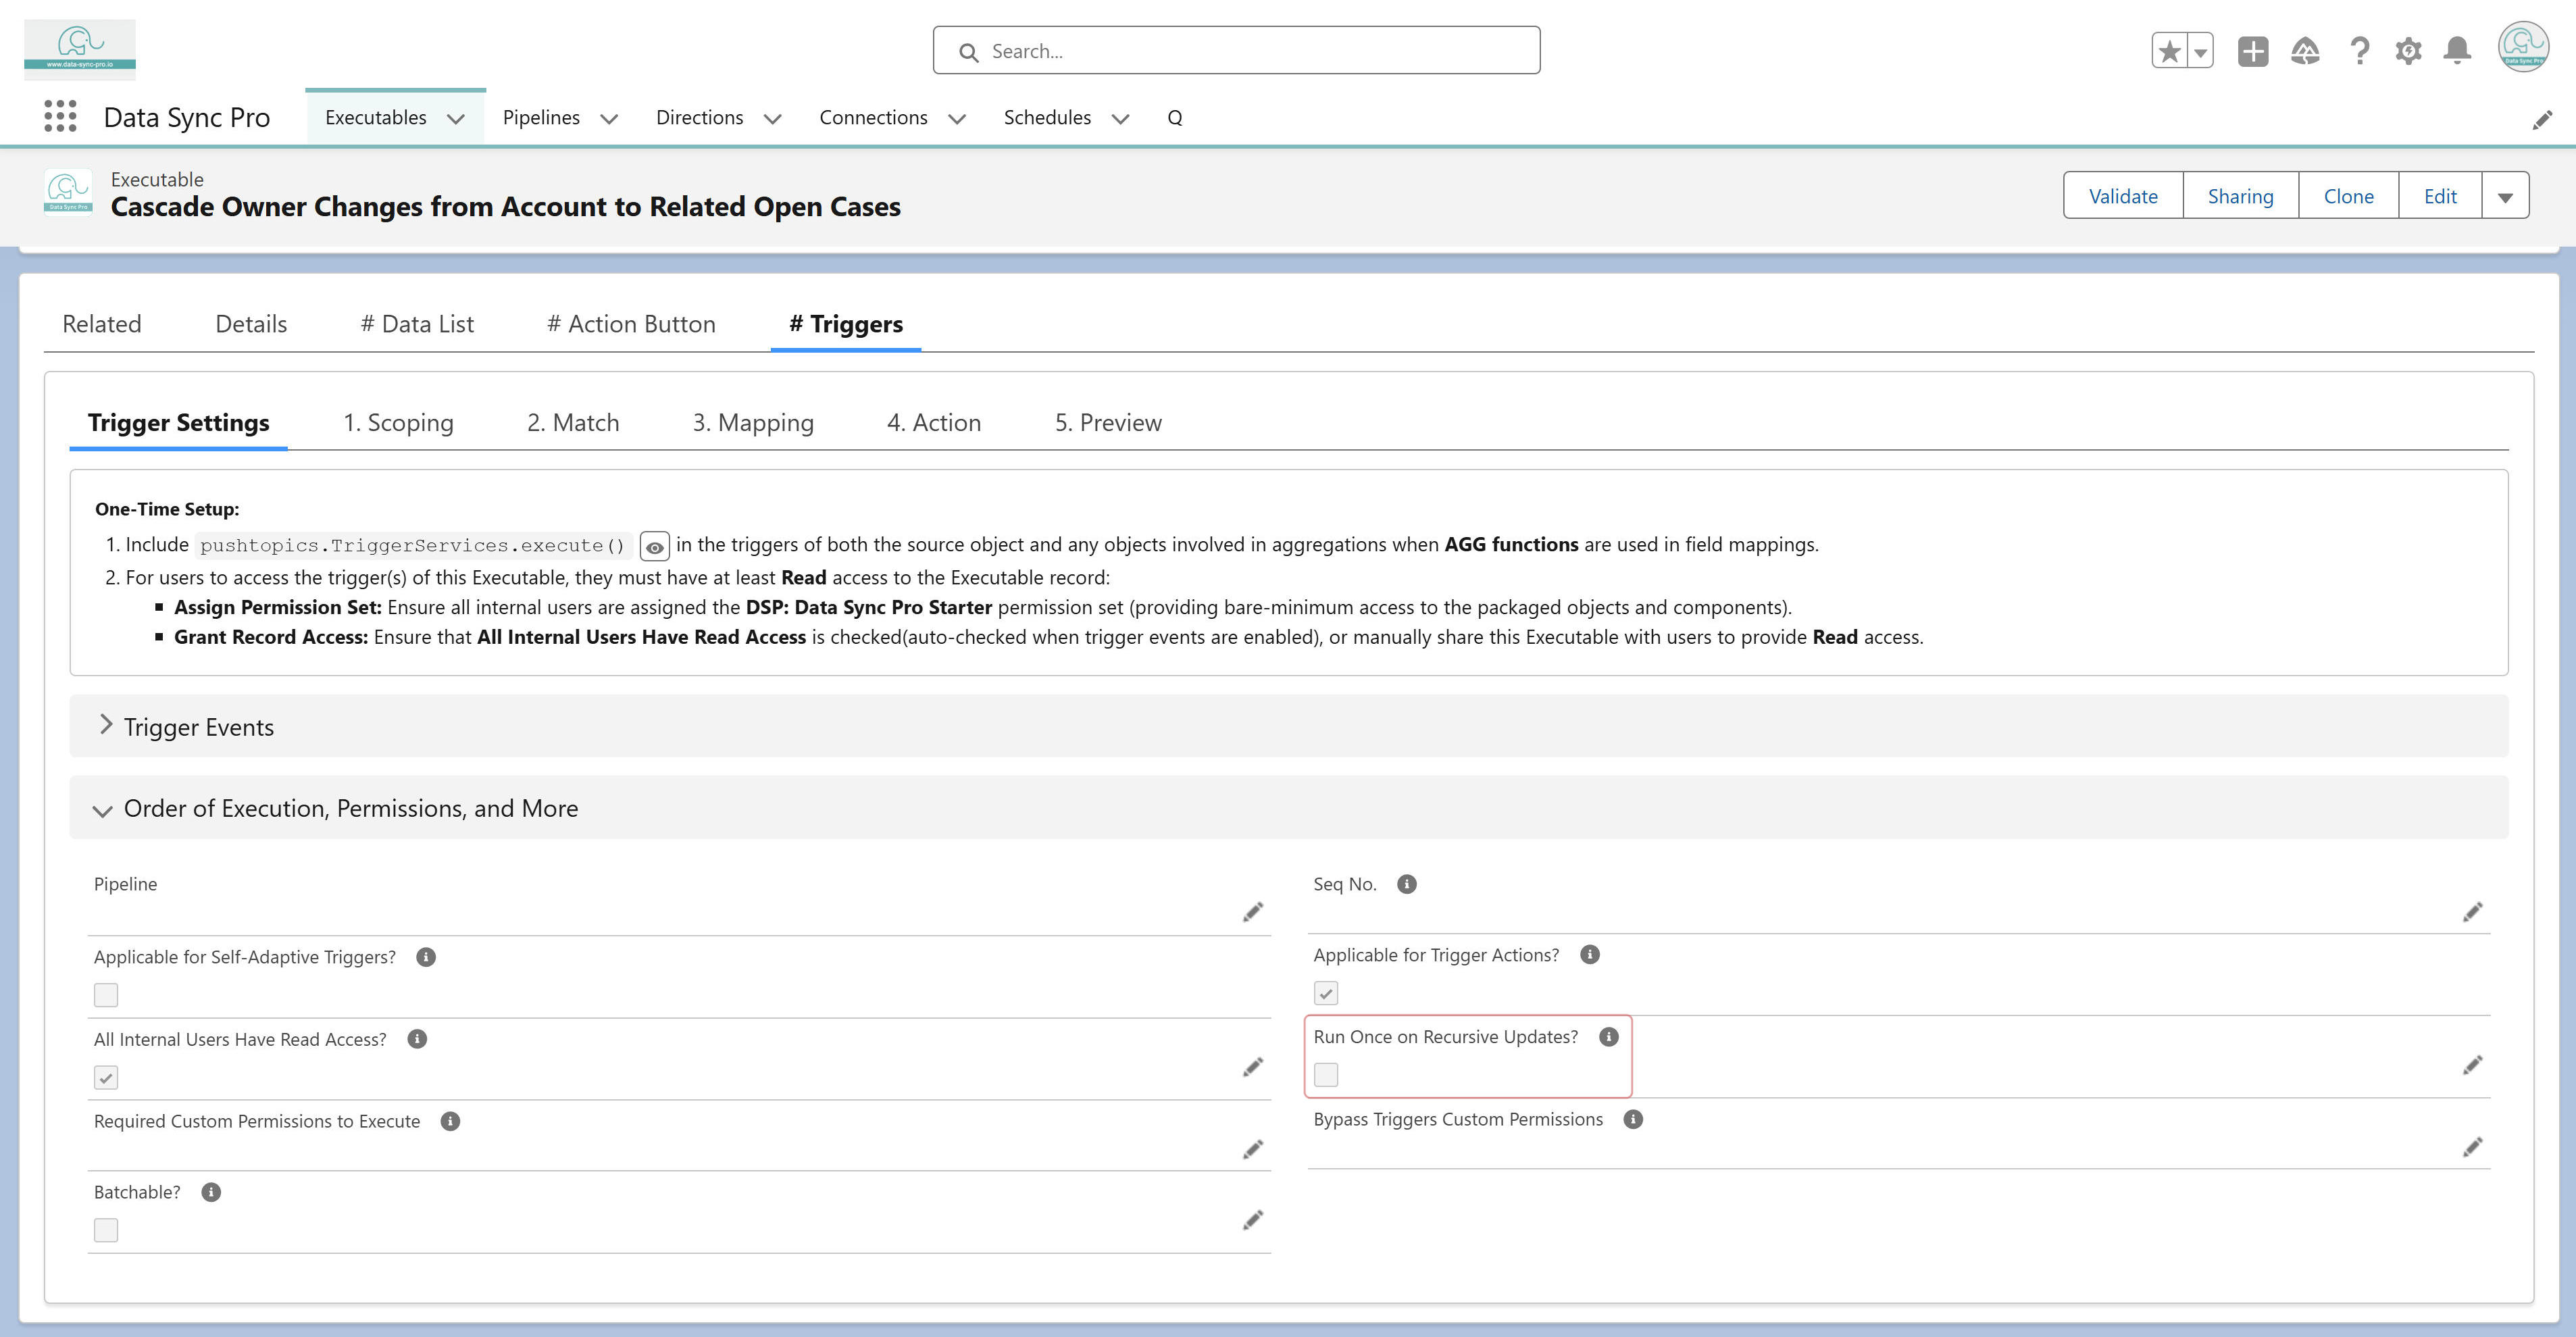 www.data-sync-pro.io
Search...
Data Sync Pro
Data Sync Pro
Executables
Pipelines
Directions
Connections
Schedules
Q
Data Sync Pro
Executable
Cascade Owner Changes from Account to Related Open Cases
Validate
Sharing
Clone
Edit
Related
Details
# Data List
# Action Button
# Triggers
Trigger Settings
1. Scoping
2. Match
3. Mapping
4. Action
5. Preview
One-Time Setup:
1. Include pushtopics.TriggerServices.execute() in the triggers of both the source object and any objects involved in aggregations when AGG functions are used in field mappings.
2. For users to access the trigger(s) of this Executable, they must have at least Read access to the Executable record:
Assign Permission Set: Ensure all internal users are assigned the DSP: Data Sync Pro Starter permission set (providing bare-minimum access to the packaged objects and components).
Grant Record Access: Ensure that All Internal Users Have Read Access is checked(auto-checked when trigger events are enabled), or manually share this Executable with users to provide Read access.
Trigger Events
Order of Execution, Permissions, and More
Pipeline
Seq No.
Applicable for Self-Adaptive Triggers?
Applicable for Trigger Actions?
All Internal Users Have Read Access?
Run Once on Recursive Updates?
Required Custom Permissions to Execute
Bypass Triggers Custom Permissions
Batchable?